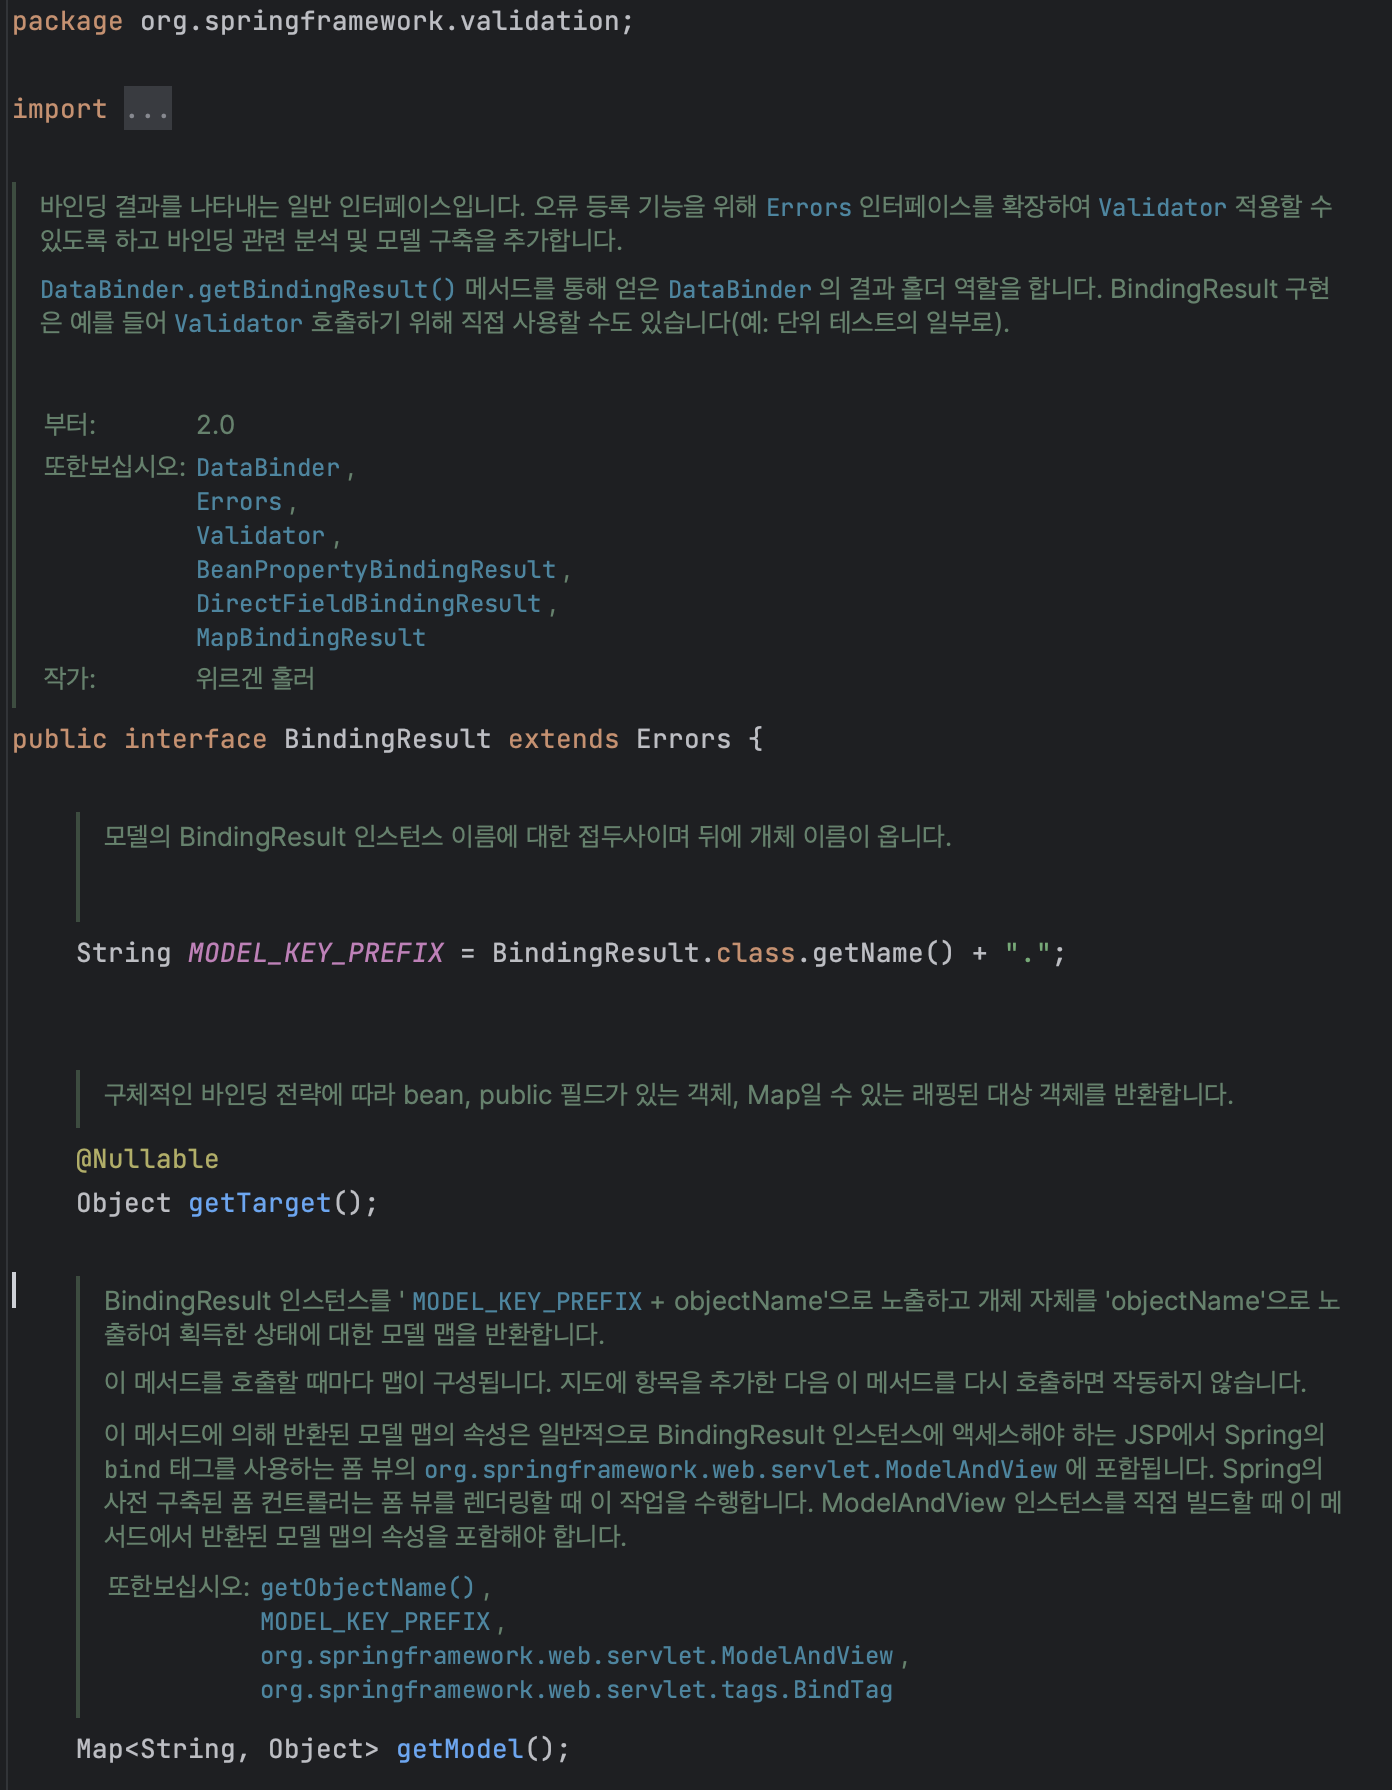 package org.springframework.validation;
import ...
바인딩 결과를 나타내는 일반 인터페이스입니다. 오류 등록 기능을 위해 Errors 인터페이스를 확장하여 Validator 적용할 수
있도록 하고 바인딩 관련 분석 및 모델 구축을 추가합니다.
DataBinder.getBindingResult() 메서드를 통해 얻은 DataBinder 의 결과 홀더 역할을 합니다. BindingResult 구현
은 예를 들어 Validator 호출하기 위해 직접 사용할 수도 있습니다(예: 단위 테스트의 일부로).
부터: 2.0
또한보십시오: DataBinder ,
Errors ,
Validator ,
BeanPropertyBindingResult ,
DirectFieldBindingResult ,
MapBindingResult
작가: 위르겐 홀러
public interface BindingResult extends Errors {
모델의 BindingResult 인스턴스 이름에 대한 접두사이며 뒤에 개체 이름이 옵니다.
String MODEL_KEY_PREFIX = BindingResult.class.getName() + ".";
구체적인 바인딩 전략에 따라 bean, public 필드가 있는 객체, Map일 수 있는 래핑된 대상 객체를 반환합니다.
@Nullable
Object getTarget();
BindingResult 인스턴스를 ' MODEL_KEY_PREFIX + objectName'으로 노출하고 개체 자체를 'objectName'으로 노
출하여 획득한 상태에 대한 모델 맵을 반환합니다.
이 메서드를 호출할 때마다 맵이 구성됩니다. 지도에 항목을 추가한 다음 이 메서드를 다시 호출하면 작동하지 않습니다.
이 메서드에 의해 반환된 모델 맵의 속성은 일반적으로 BindingResult 인스턴스에 액세스해야 하는 JSP에서 Spring의
bind 태그를 사용하는 폼 뷰의 org.springframework.web.servlet.ModelAndView 에 포함됩니다. Spring의
사전 구축된 폼 컨트롤러는 폼 뷰를 렌더링할 때 이 작업을 수행합니다. ModelAndView 인스턴스를 직접 빌드할 때 이 메
서드에서 반환된 모델 맵의 속성을 포함해야 합니다.
또한보십시오: getObjectName() ,
MODEL_KEY_PREFIX ,
org.springframework.web.servlet.ModelAndView ,
org.springframework.web.servlet.tags.BindTag
Map<String, Object> getModel();